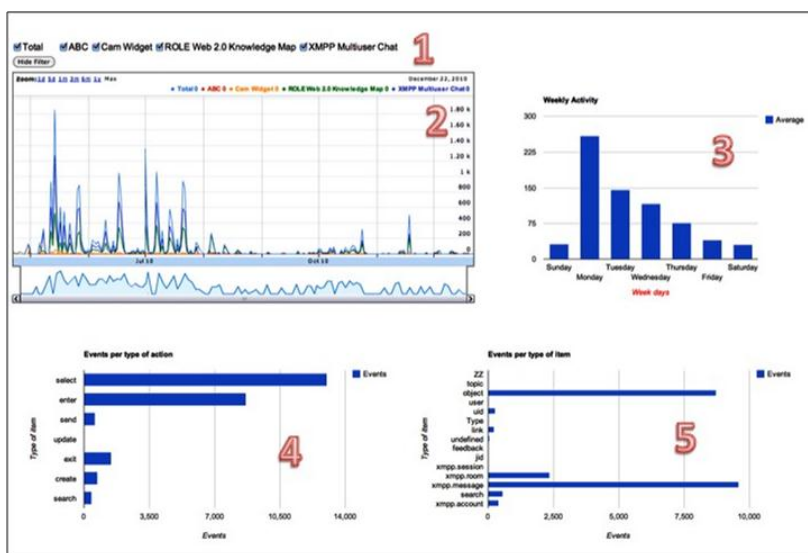 Total ABC Cam Widget ROLE Web 2.0 Knowledge Map XMPP Multiuser Chat
1
Hide Filter
Zoom: 1d 5d 1m 3m 6m 1y Max December 22, 2010
Total 0 ABC 0 Cam Widget 0 ROLE Web 2.0 Knowledge Map 0 XMPP Multiuser Chat 0
2
1.80 k
1.60 k
1.40 k
1.20 k
1 k
800
600
400
200
0
Jul 10 Oct 10
Weekly Activity
300
225
150
75
0
Average
3
Sunday
Monday
Tuesday
Wednesday
Thursday
Friday
Saturday
Week days
Events per type of action
Type of item
select
enter
send
update
exit
create
search
Events
4
0 3,500 7,000 10,500 14,000
Events
Events per type of item
Type of item
ZZ
topic
object
user
uid
Type
link
undefined
feedback
jid
xmpp.session
xmpp.room
xmpp.message
search
xmpp.account
Events
5
0 2,500 5,000 7,500 10,000
Events